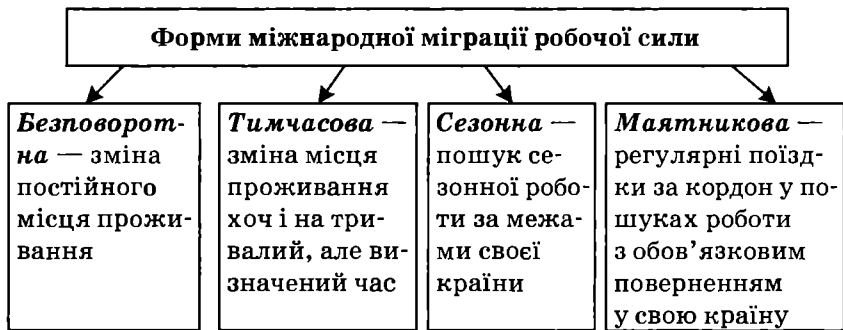 Форми міжнародної міграції робочої сили
Безповорот-
на — зміна
постійного
місця прожи-
вання
Тимчасова —
зміна місця
проживання
хоч і на три-
валий, але ви-
значений час
Сезонна —
пошук се-
зонної робо-
ти за межа-
ми своєї
країни
Маятникова —
регулярні поїзд-
ки за кордон у по-
шуках роботи
з обов’язковим
поверненням
у свою країну